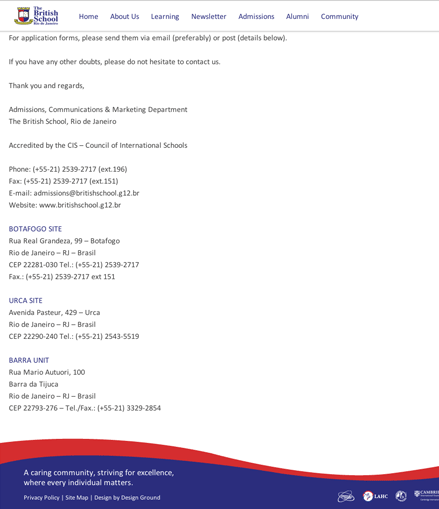 The
British
School
Rio de Janeiro
Home About Us Learning Newsletter Admissions Alumni Community
For application forms, please send them via email (preferably) or post (details below).
If you have any other doubts, please do not hesitate to contact us.
Thank you and regards,
Admissions, Communications & Marketing Department
The British School, Rio de Janeiro
Accredited by the CIS – Council of International Schools
Phone: (+55-21) 2539-2717 (ext.196)
Fax: (+55-21) 2539-2717 (ext.151)
E-mail: admissions@britishschool.g12.br
Website: www.britishschool.g12.br
BOTAFOGO SITE
Rua Real Grandeza, 99 – Botafogo
Rio de Janeiro – RJ – Brasil
CEP 22281-030 Tel.: (+55-21) 2539-2717
Fax.: (+55-21) 2539-2717 ext 151
URCA SITE
Avenida Pasteur, 429 – Urca
Rio de Janeiro – RJ – Brasil
CEP 22290-240 Tel.: (+55-21) 2543-5519
BARRA UNIT
Rua Mario Autuori, 100
Barra da Tijuca
Rio de Janeiro – RJ – Brasil
CEP 22793-276 – Tel./Fax.: (+55-21) 3329-2854
A caring community, striving for excellence,
where every individual matters.
Privacy Policy | Site Map | Design by Design Ground
LAHC